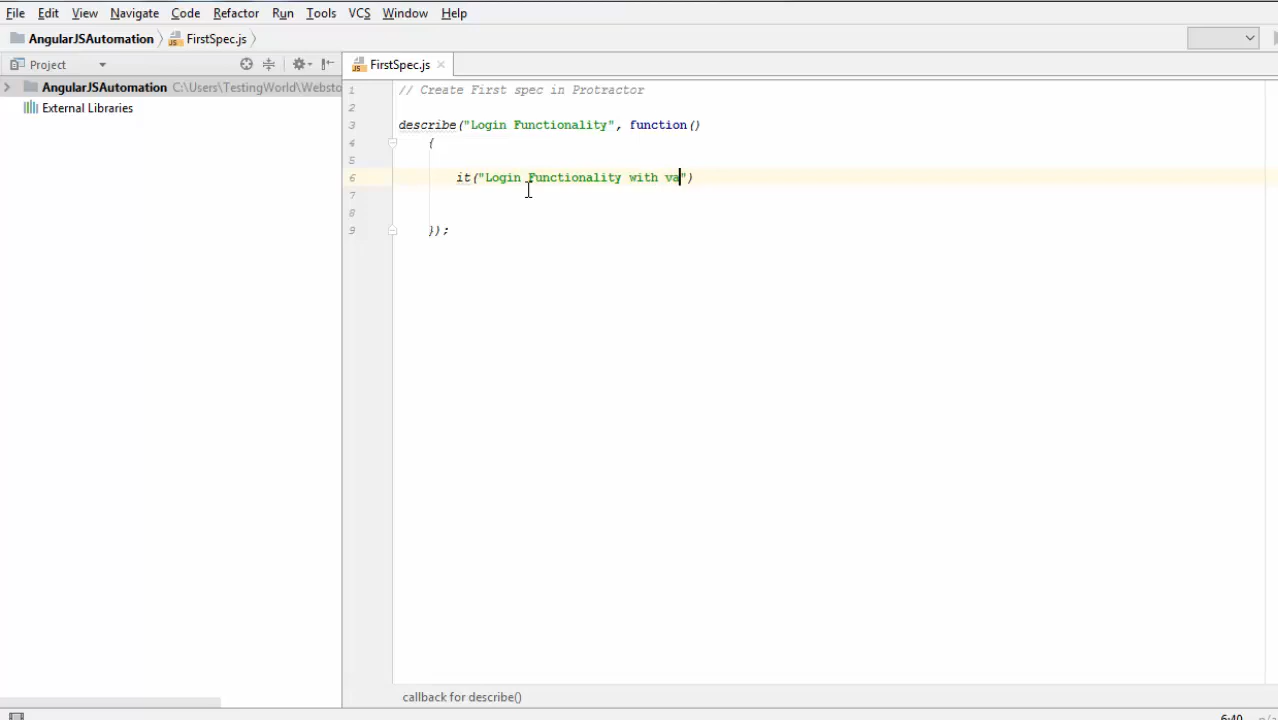 File Edit View Navigate Code Refactor Run Tools VCS Window Help
AngularJSAutomation FirstSpec.js
Project FirstSpec.js
AngularJSAutomation C:\Users\TestingWorld\Websto
External Libraries
1 // Create First spec in Protractor
2
3 describe("Login Functionality", function()
4 {
5
6 it("Login Functionality with va")
7
8
9 });
callback for describe()
6:40 n/a